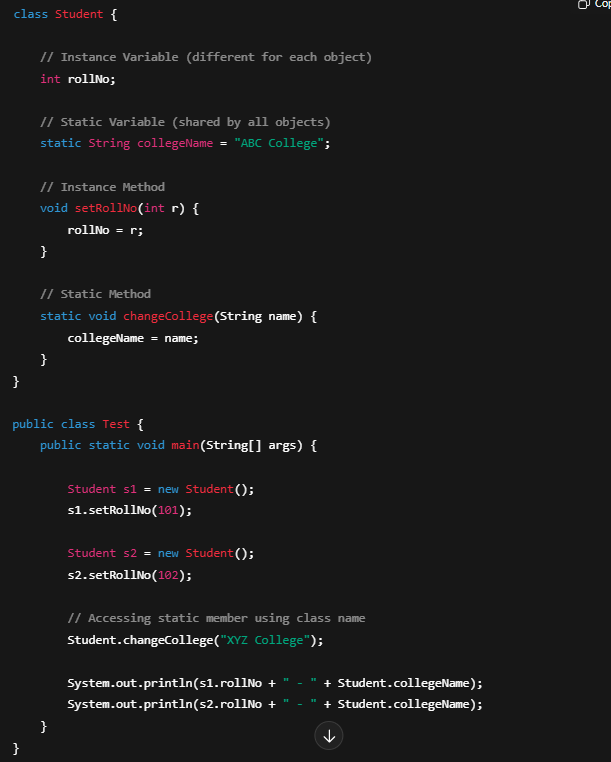 Cop
class Student {
// Instance Variable (different for each object)
int rollNo;
// Static Variable (shared by all objects)
static String collegeName = "ABC College";
// Instance Method
void setRollNo(int r) {
rollNo = r;
}
// Static Method
static void changeCollege(String name) {
collegeName = name;
}
}
public class Test {
public static void main(String[] args) {
Student s1 = new Student();
s1.setRollNo(101);
Student s2 = new Student();
s2.setRollNo(102);
// Accessing static member using class name
Student.changeCollege("XYZ College");
System.out.println(s1.rollNo + " - " + Student.collegeName);
System.out.println(s2.rollNo + " - " + Student.collegeName);
}
}